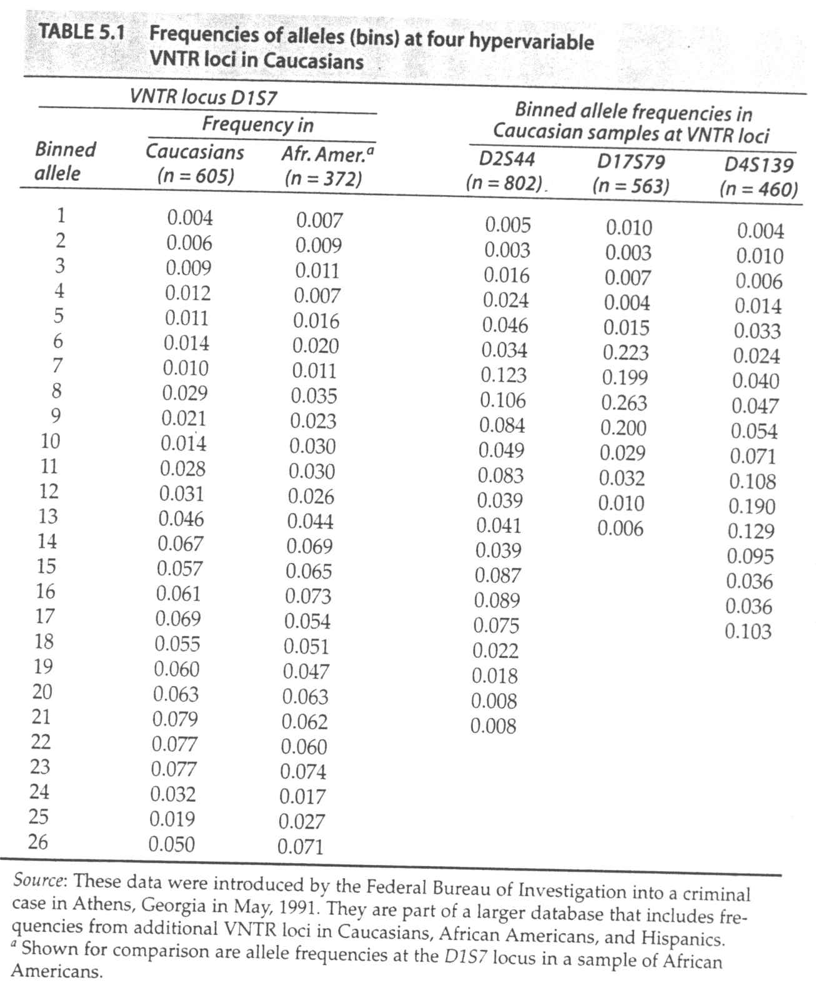 TABLE 5.1 Frequencies of alleles (bins) at four hypervariable
VNTR loci in Caucasians
VNTR locus D1S7
Binned allele frequencies in
Frequency in
Caucasian samples at VNTR loci
Binned Caucasians Afr. Amer.a D2S44 D17S79 D4S139
allele (n = 605) (n = 372) (n = 802). (n = 563) (n = 460)
1 0.004 0.007 0.005 0.010 0.004
2 0.006 0.009 0.003 0.003 0.010
3 0.009 0.011 0.016 0.007 0.006
4 0.012 0.007 0.024 0.004 0.014
5 0.011 0.016 0.046 0.015 0.033
6 0.014 0.020 0.034 0.223 0.024
7 0.010 0.011 0.123 0.199 0.040
8 0.029 0.035 0.106 0.263 0.047
9 0.021 0.023 0.084 0.200 0.054
10 0.014 0.030 0.049 0.029 0.071
11 0.028 0.030 0.083 0.032 0.108
12 0.031 0.026 0.039 0.010 0.190
13 0.046 0.044 0.041 0.006 0.129
14 0.067 0.069 0.039 0.095
15 0.057 0.065 0.087 0.036
16 0.061 0.073 0.089 0.036
17 0.069 0.054 0.075 0.103
18 0.055 0.051 0.022
19 0.060 0.047 0.018
20 0.063 0.063 0.008
21 0.079 0.062 0.008
22 0.077 0.060
23 0.077 0.074
24 0.032 0.017
25 0.019 0.027
26 0.050 0.071
Source: These data were introduced by the Federal Bureau of Investigation into a criminal
case in Athens, Georgia in May, 1991. They are part of a larger database that includes fre-
quencies from additional VNTR loci in Caucasians, African Americans, and Hispanics.
a Shown for comparison are allele frequencies at the D1S7 locus in a sample of African
Americans.